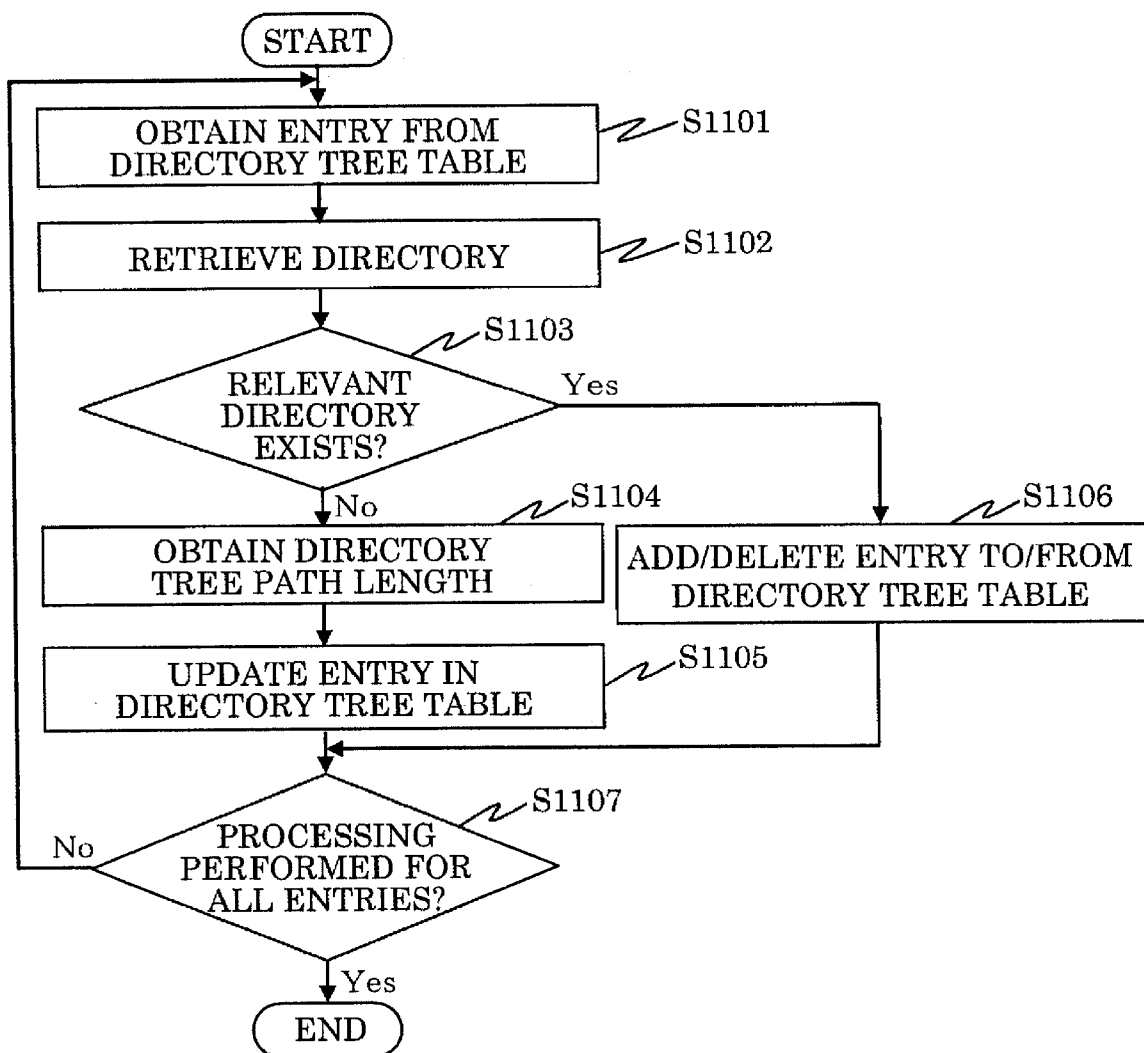 START
OBTAIN ENTRY FROM
DIRECTORY TREE TABLE
S1101
RETRIEVE DIRECTORY
S1102
S1103
RELEVANT
DIRECTORY
EXISTS?
Yes
No
S1104
OBTAIN DIRECTORY
TREE PATH LENGTH
S1106
ADD/DELETE ENTRY TO/FROM
DIRECTORY TREE TABLE
UPDATE ENTRY IN
DIRECTORY TREE TABLE
S1105
S1107
PROCESSING
PERFORMED FOR
ALL ENTRIES?
No
Yes
END